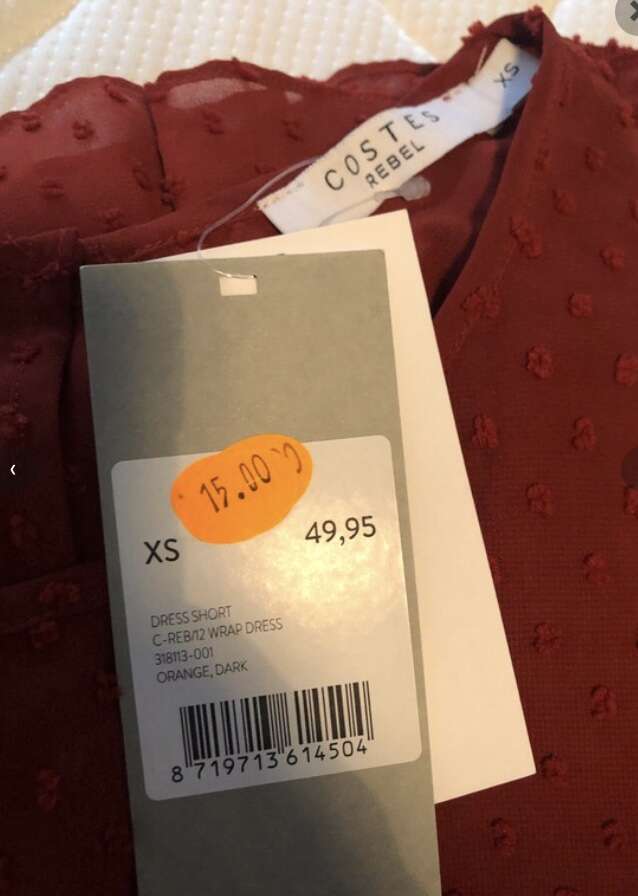 XS
COSTES
REBEL
15.00
XS
49,95
DRESS SHORT
C-REB/12 WRAP DRESS
318113-001
ORANGE, DARK
8 719713 614504